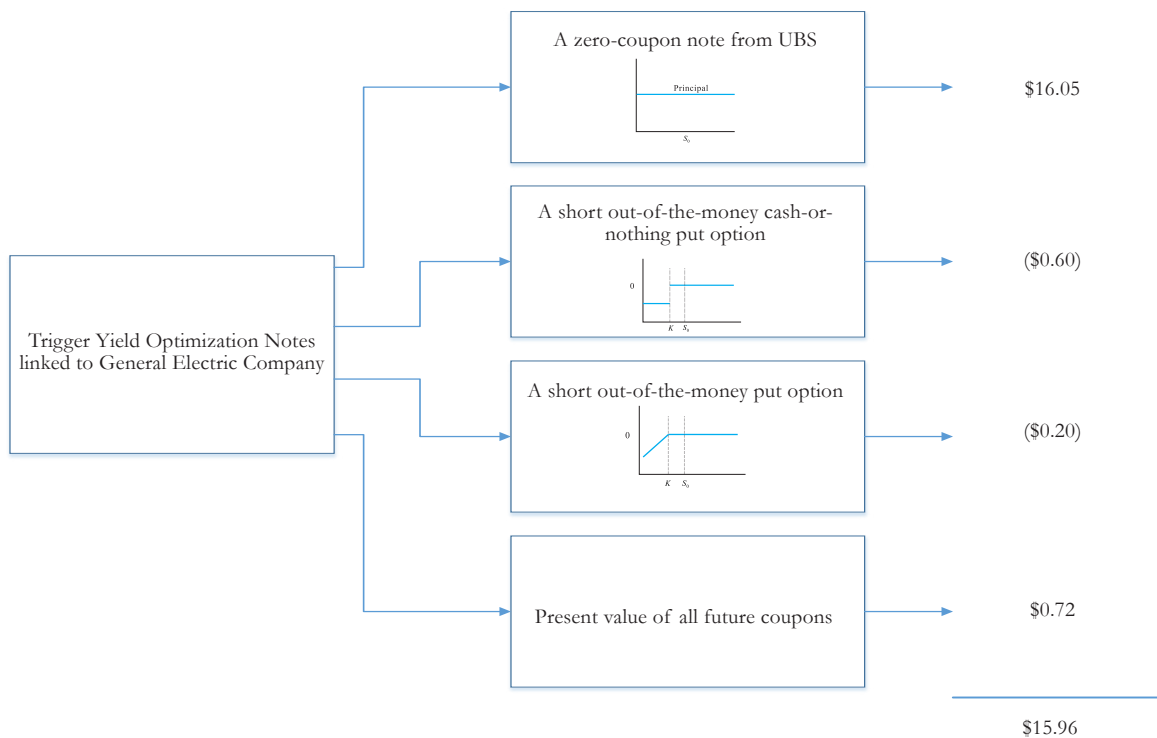 A zero-coupon note from UBS
Principal
S₀
$16.05
A short out-of-the-money cash-or-
nothing put option
0
K S₀
($0.60)
Trigger Yield Optimization Notes
linked to General Electric Company
A short out-of-the-money put option
0
K S₀
($0.20)
Present value of all future coupons
$0.72
$15.96